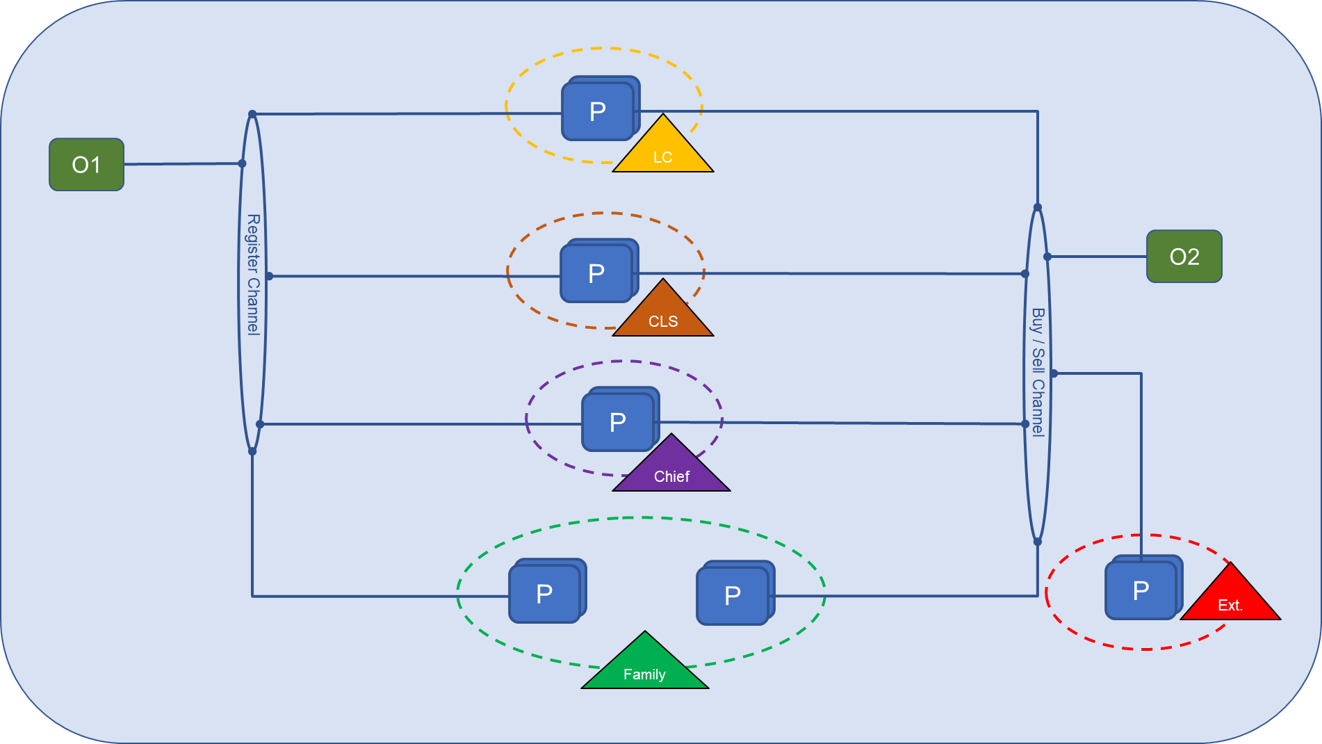 P
LC
O1
Register Channel
P
CLS
O2
Buy / Sell Channel
P
Chief
P
P
Family
P
Ext.